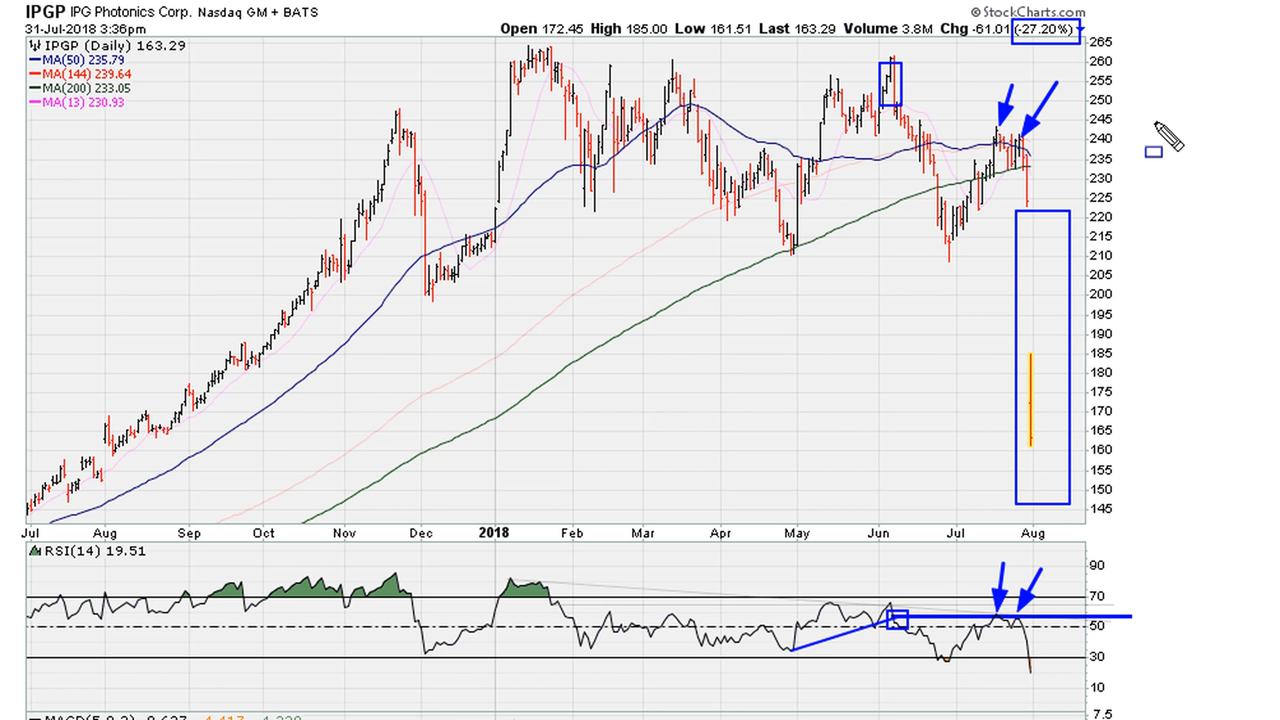 IPGP IPG Photonics Corp. Nasdaq GM + BATS
© StockCharts.com
31-Jul-2018 3:36pm
Open 172.45 High 185.00 Low 161.51 Last 163.29 Volume 3.8M Chg -61.01 (-27.20%)
IPGP (Daily) 163.29
MA(50) 235.79
MA(144) 239.64
MA(200) 233.05
MA(13) 230.93
265
260
255
250
245
240
235
230
225
220
215
210
205
200
195
190
185
180
175
170
165
160
155
150
145
Jul Aug Sep Oct Nov Dec 2018 Feb Mar Apr May Jun Jul Aug
RSI(14) 19.51
90
70
50
30
10
7.5